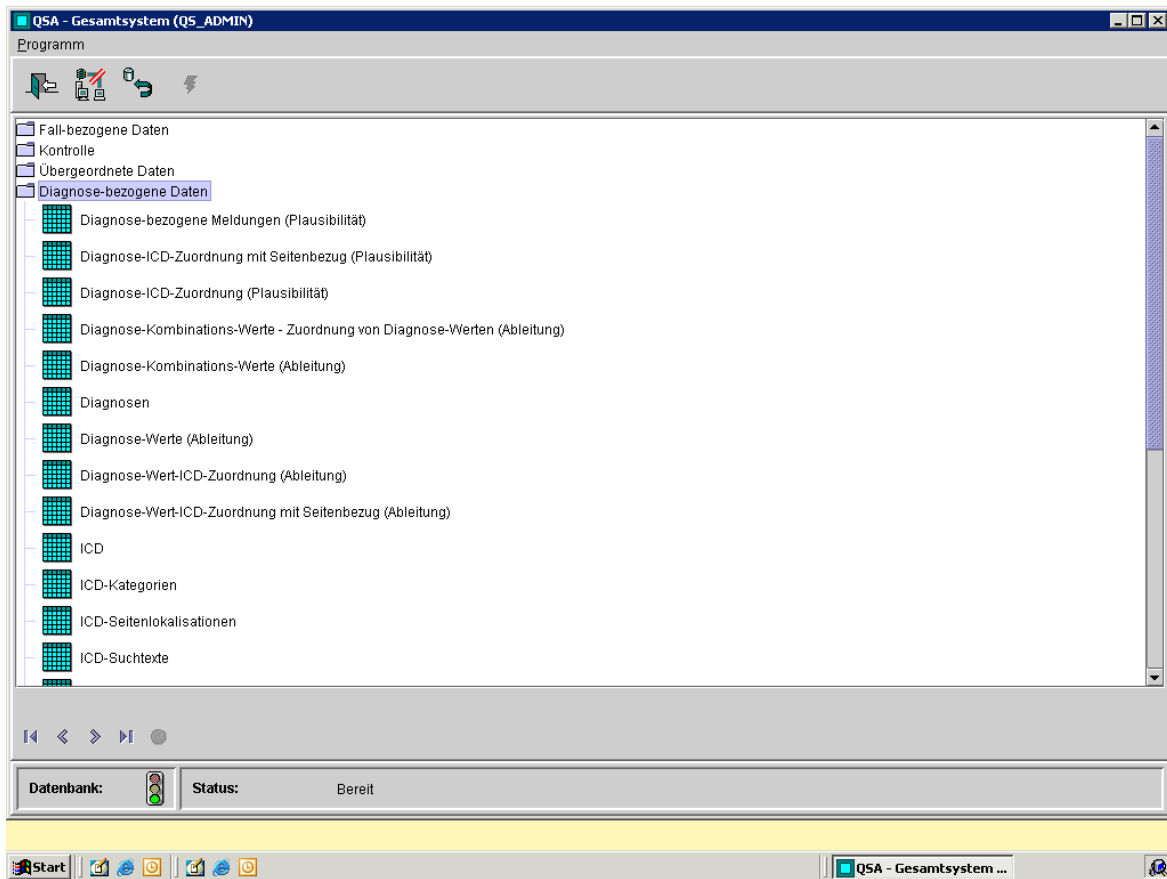 QSA - Gesamtsystem (QS_ADMIN)
Programm
Fall-bezogene Daten
Kontrolle
Übergeordnete Daten
Diagnose-bezogene Daten
Diagnose-bezogene Meldungen (Plausibilität)
Diagnose-ICD-Zuordnung mit Seitenbezug (Plausibilität)
Diagnose-ICD-Zuordnung (Plausibilität)
Diagnose-Kombinations-Werte - Zuordnung von Diagnose-Werten (Ableitung)
Diagnose-Kombinations-Werte (Ableitung)
Diagnosen
Diagnose-Werte (Ableitung)
Diagnose-Wert-ICD-Zuordnung (Ableitung)
Diagnose-Wert-ICD-Zuordnung mit Seitenbezug (Ableitung)
ICD
ICD-Kategorien
ICD-Seitenlokalisationen
ICD-Suchtexte
Datenbank: Status: Bereit
Start QSA - Gesamtsystem ...